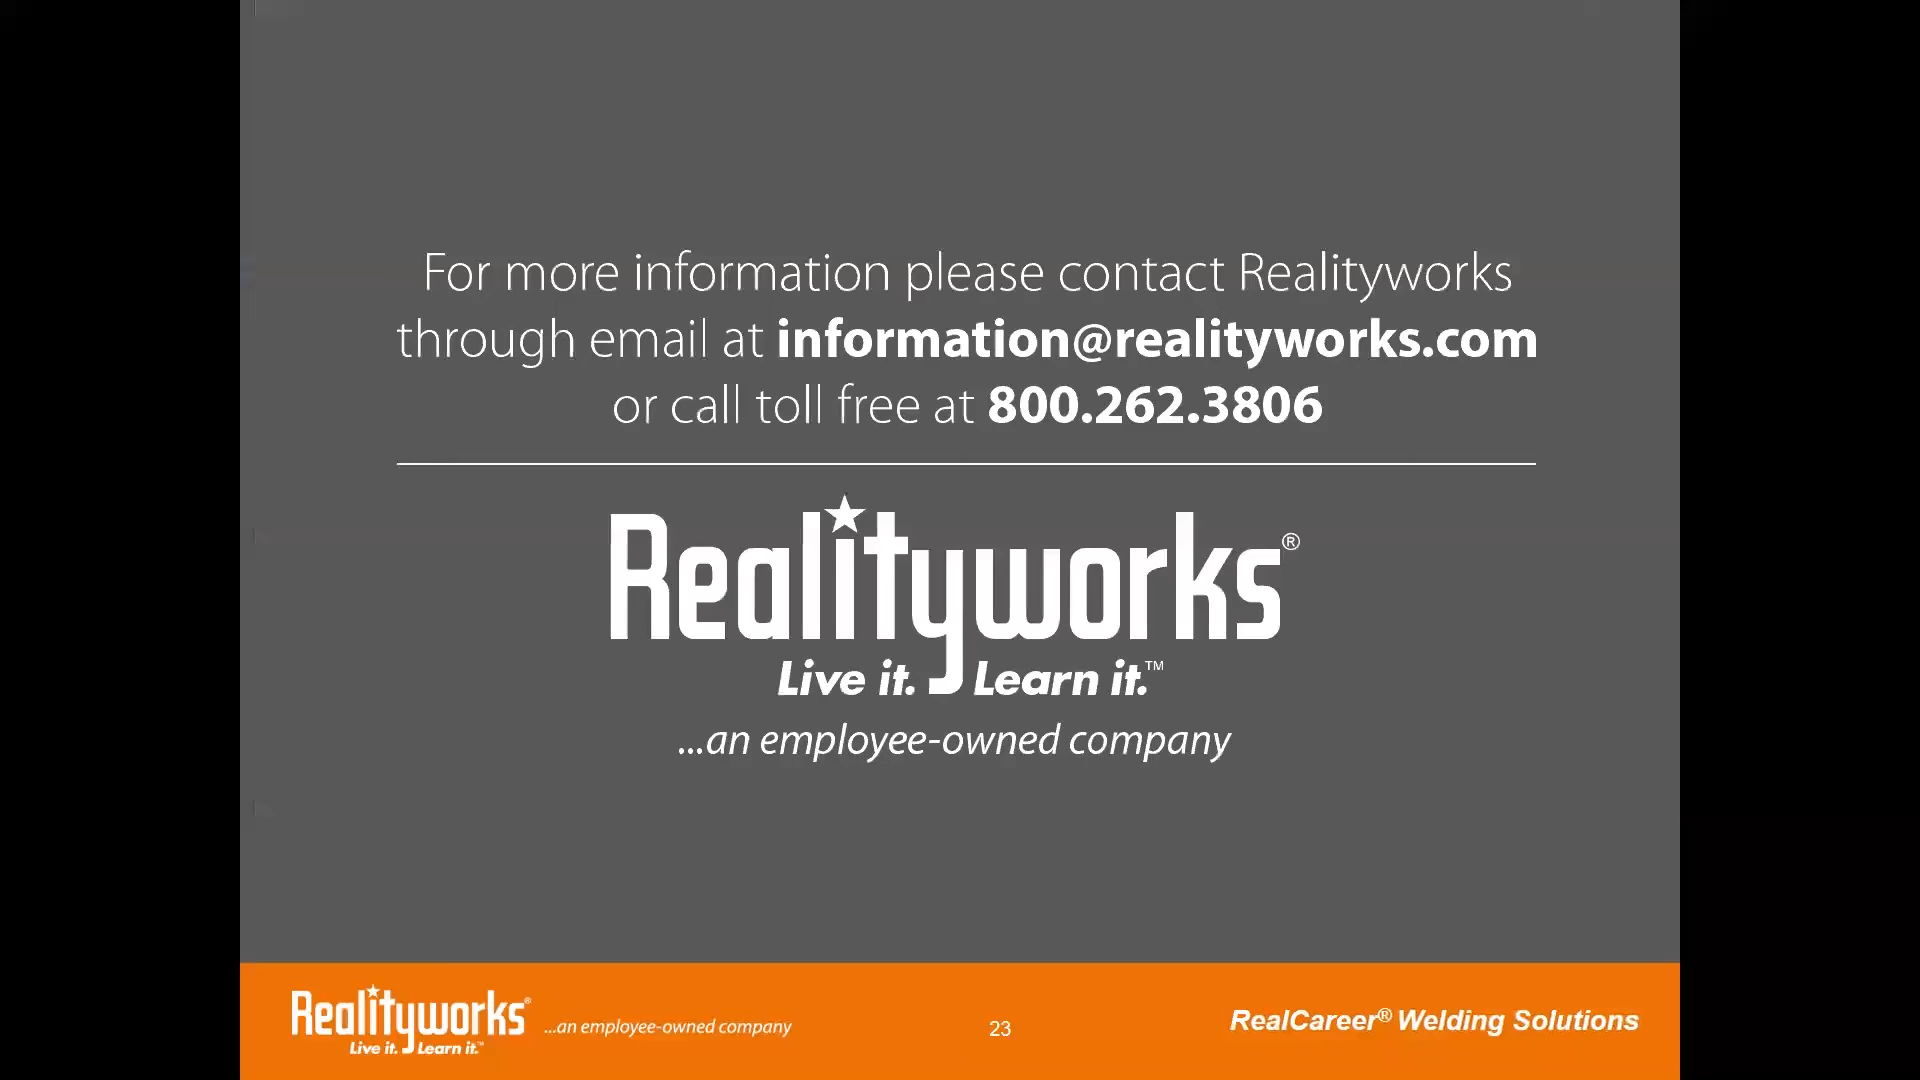 For more information please contact Realityworks
through email at information@realityworks.com
or call toll free at 800.262.3806
Realityworks®
Live it. Learn it.™
...an employee-owned company
Realityworks® ...an employee-owned company
Live it. Learn it.™
23
RealCareer® Welding Solutions